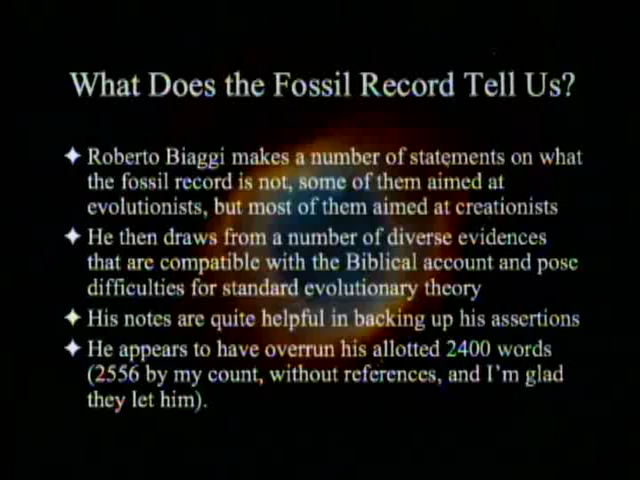 What Does the Fossil Record Tell Us?
Roberto Biaggi makes a number of statements on what
the fossil record is not, some of them aimed at
evolutionists, but most of them aimed at creationists
He then draws from a number of diverse evidences
that are compatible with the Biblical account and pose
difficulties for standard evolutionary theory
His notes are quite helpful in backing up his assertions
He appears to have overrun his allotted 2400 words
(2556 by my count, without references, and I'm glad
they let him).